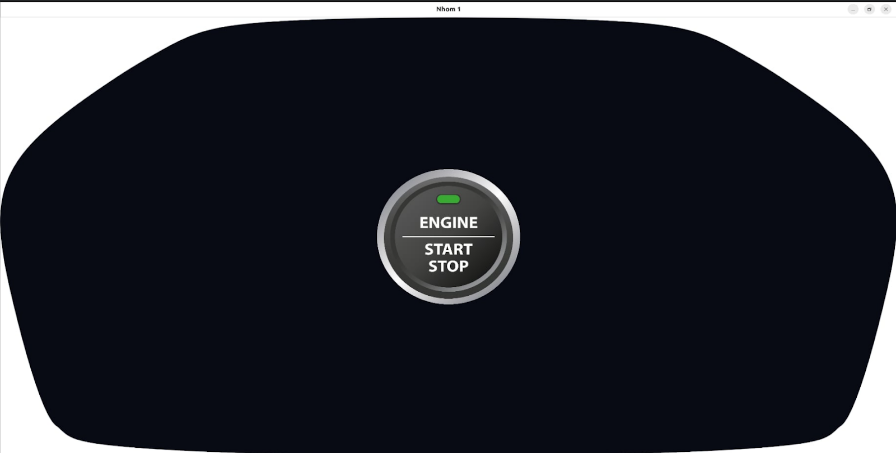 Nhom 1
ENGINE
START
STOP